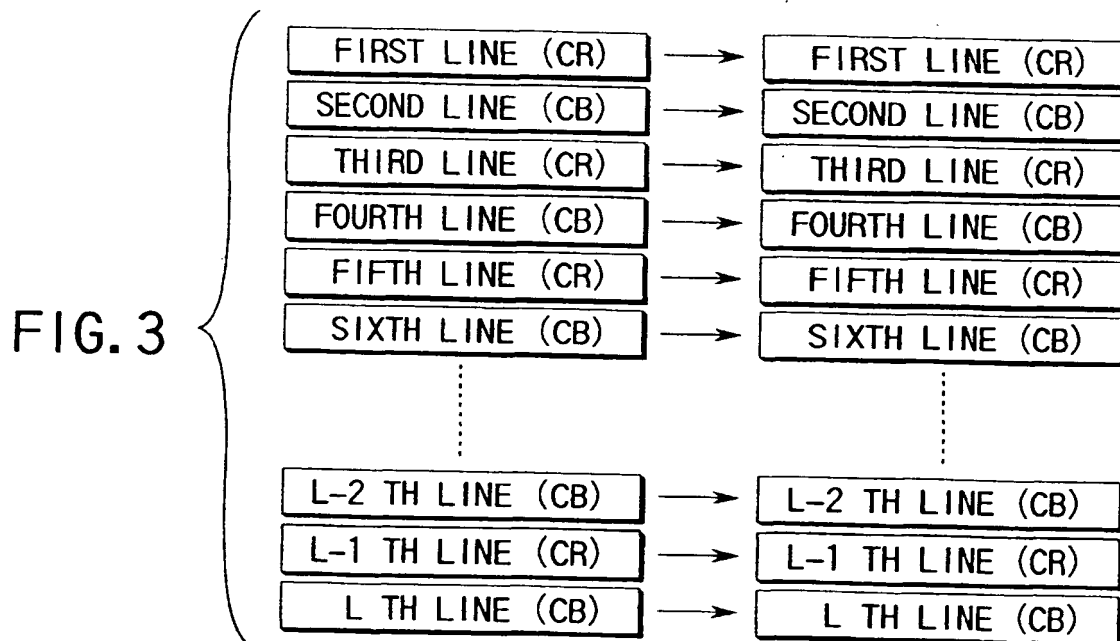 FIRST LINE (CR) FIRST LINE (CR)
SECOND LINE (CB) SECOND LINE (CB)
THIRD LINE (CR) THIRD LINE (CR)
FOURTH LINE (CB) FOURTH LINE (CB)
FIFTH LINE (CR) FIFTH LINE (CR)
FIG. 3
SIXTH LINE (CB) SIXTH LINE (CB)
L-2 TH LINE (CB) L-2 TH LINE (CB)
L-1 TH LINE (CR) L-1 TH LINE (CR)
L TH LINE (CB) L TH LINE (CB)